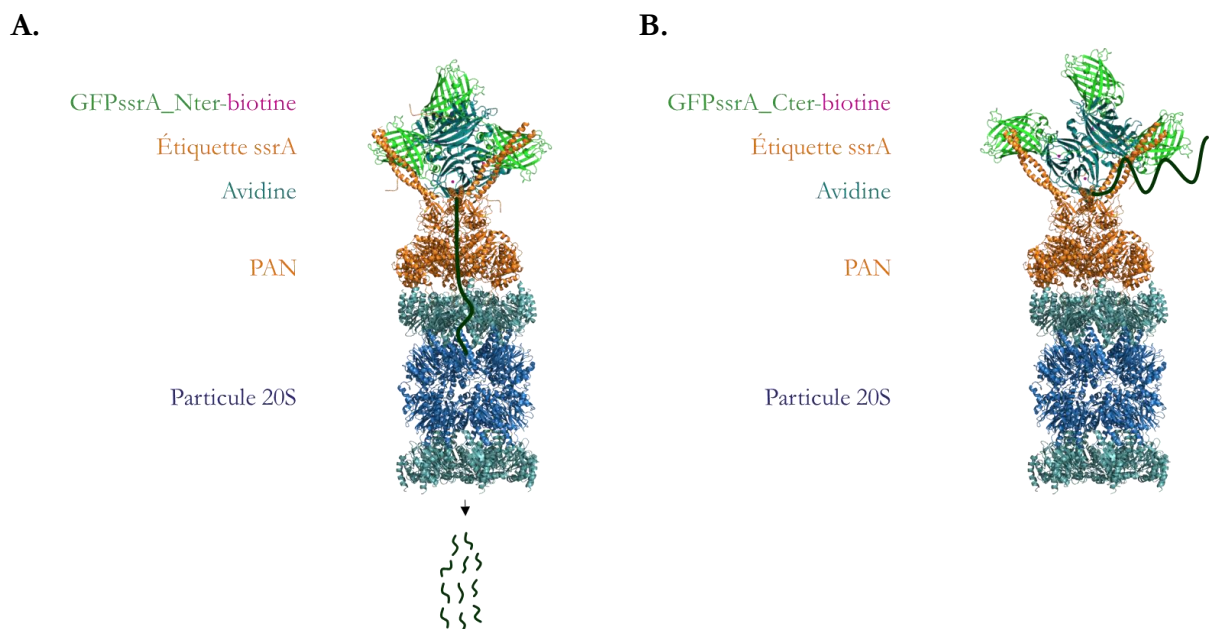 A.
GFPssrA_Nter-biotine
Étiquette ssrA
Avidine
PAN
Particule 20S
B.
GFPssrA_Cter-biotine
Étiquette ssrA
Avidine
PAN
Particule 20S